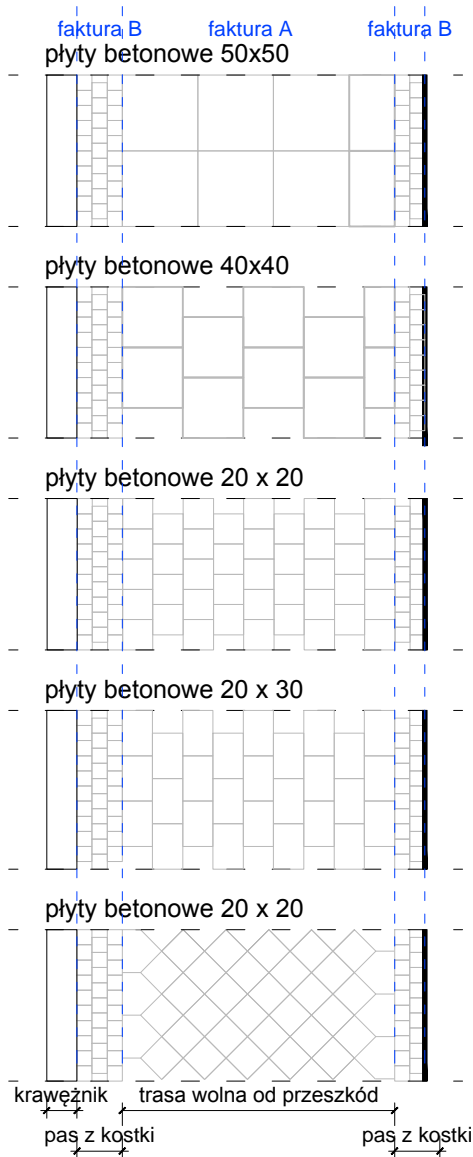 faktura B faktura A faktura B
płyty betonowe 50x50
płyty betonowe 40x40
płyty betonowe 20 x 20
płyty betonowe 20 x 30
płyty betonowe 20 x 20
krawężnik trasa wolna od przeszkód
pas z kostki pas z kostki